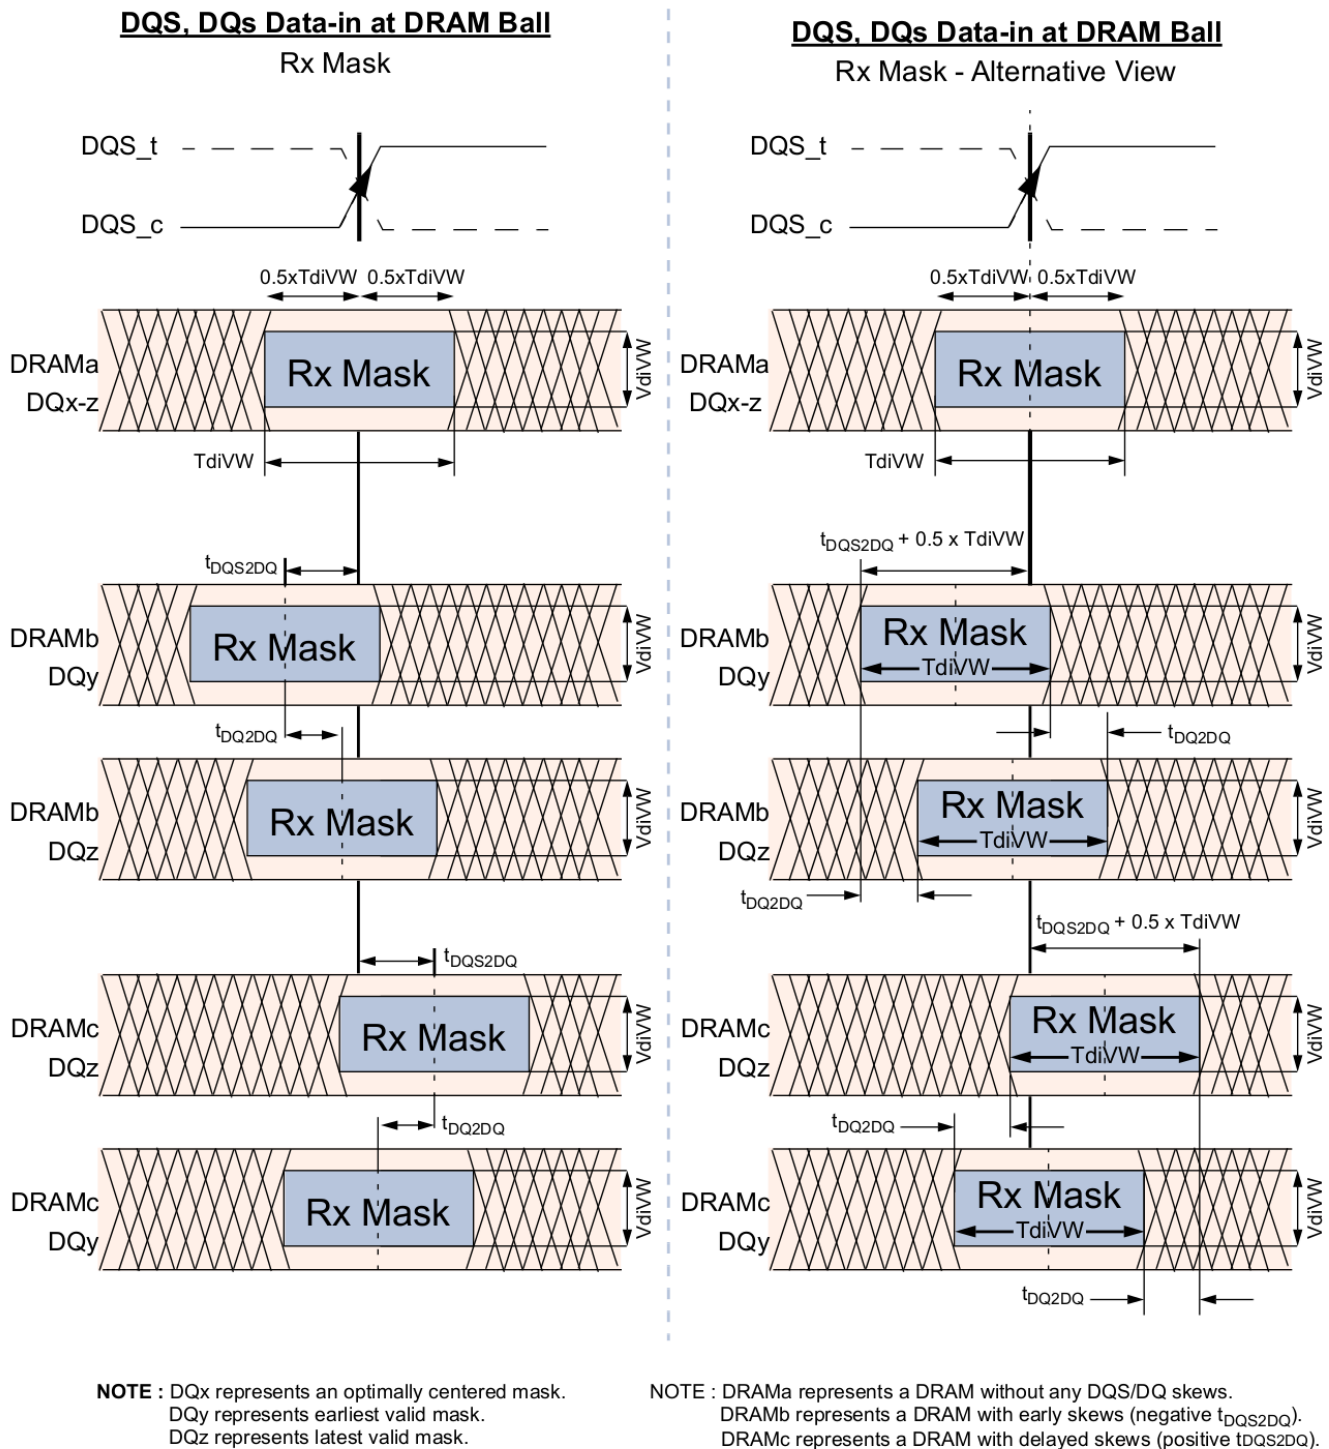 DQS, DQs Data-in at DRAM Ball
Rx Mask
DQS_t
DQS_c
0.5xTdiVW 0.5xTdiVW
DRAMa
DQx-z
Rx Mask
VdiVW
TdiVW
tDQS2DQ
DRAMb
DQy
Rx Mask
VdiVW
tDQ2DQ
DRAMb
DQz
Rx Mask
VdiVW
tDQS2DQ
DRAMc
DQz
Rx Mask
VdiVW
tDQ2DQ
DRAMc
DQy
Rx Mask
VdiVW
NOTE : DQx represents an optimally centered mask.
DQy represents earliest valid mask.
DQz represents latest valid mask.
DQS, DQs Data-in at DRAM Ball
Rx Mask - Alternative View
DQS_t
DQS_c
0.5xTdiVW 0.5xTdiVW
DRAMa
DQx-z
Rx Mask
VdiVW
TdiVW
tDQS2DQ + 0.5 x TdiVW
DRAMb
DQy
Rx Mask
TdiVW
VdiVW
tDQ2DQ
DRAMb
DQz
Rx Mask
TdiVW
VdiVW
tDQ2DQ
tDQS2DQ + 0.5 x TdiVW
DRAMc
DQz
Rx Mask
TdiVW
VdiVW
tDQ2DQ
DRAMc
DQy
Rx Mask
TdiVW
VdiVW
tDQ2DQ
NOTE : DRAMa represents a DRAM without any DQS/DQ skews.
DRAMb represents a DRAM with early skews (negative tDQS2DQ).
DRAMc represents a DRAM with delayed skews (positive tDQS2DQ).